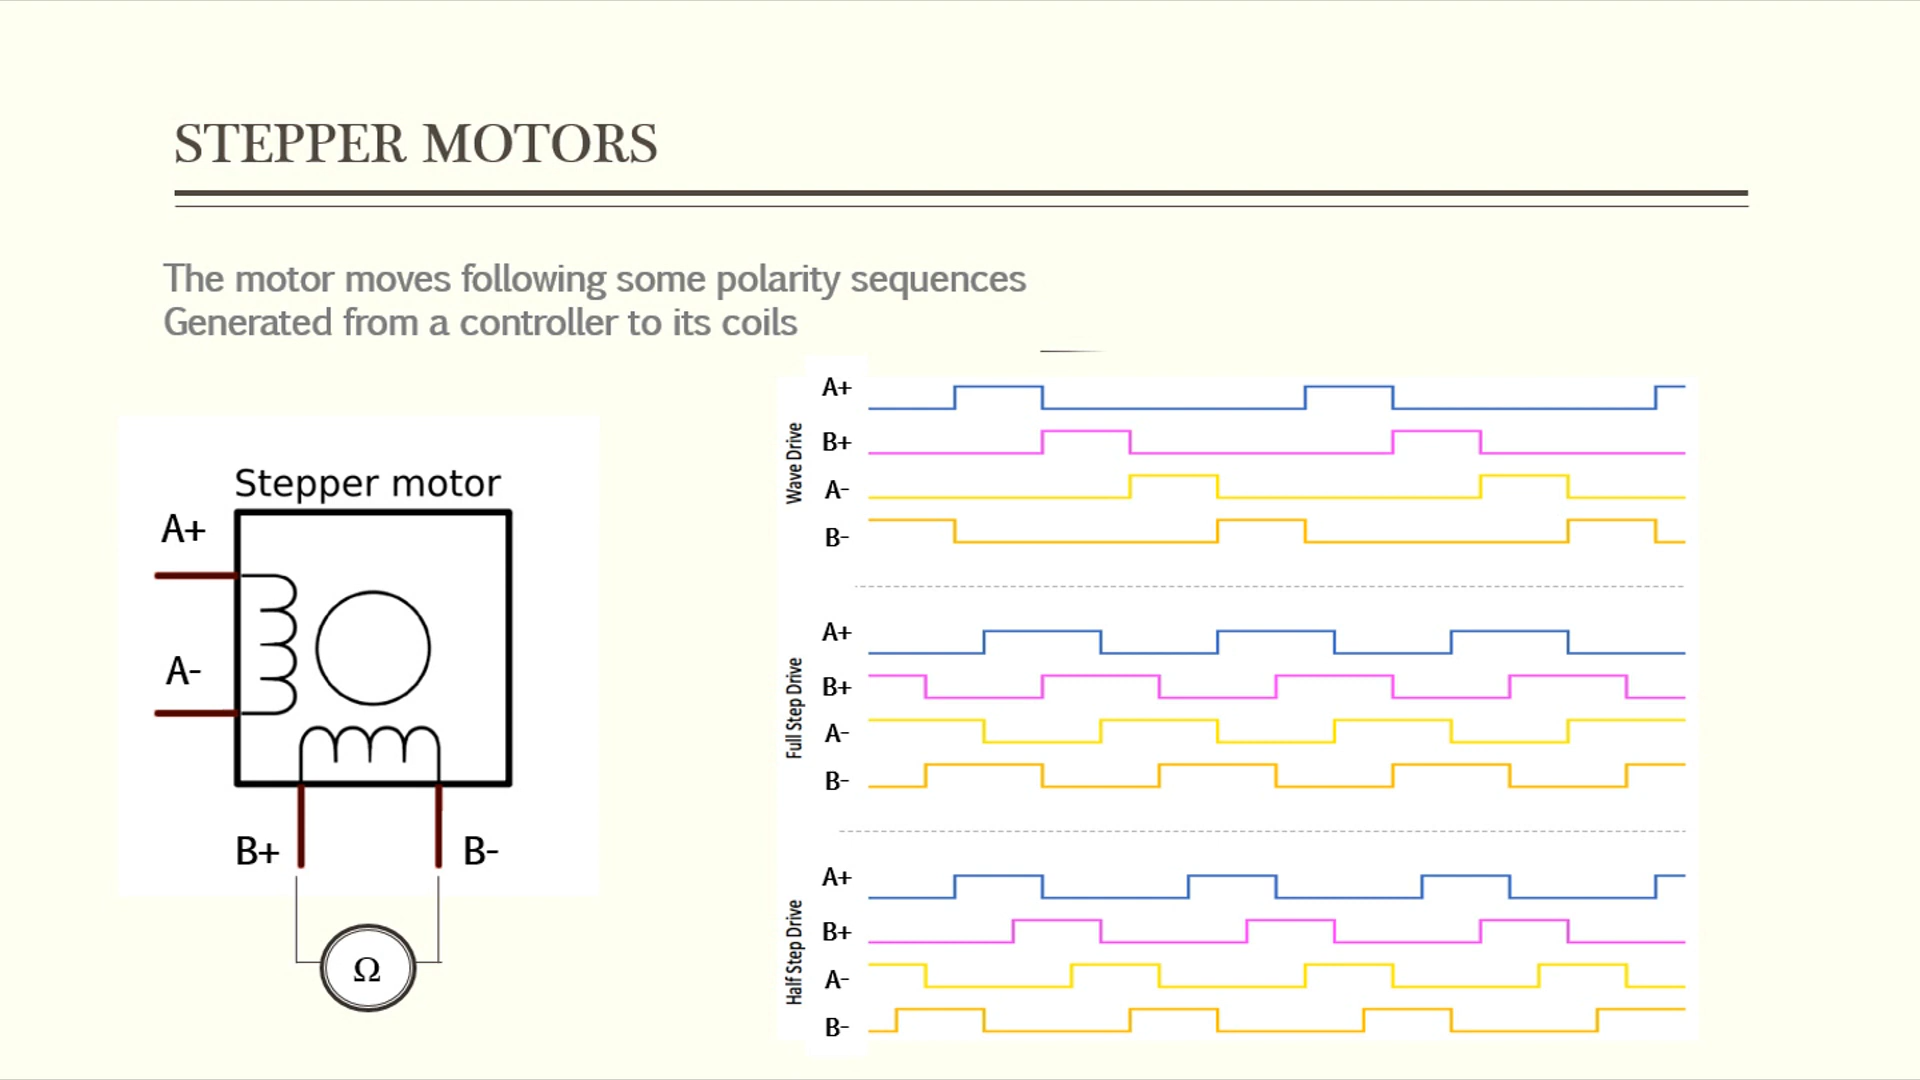 STEPPER MOTORS
The motor moves following some polarity sequences
Generated from a controller to its coils
Stepper motor
A+
A-
B+
B-
Ω
Wave Drive
A+
B+
A-
B-
Full Step Drive
A+
B+
A-
B-
Half Step Drive
A+
B+
A-
B-